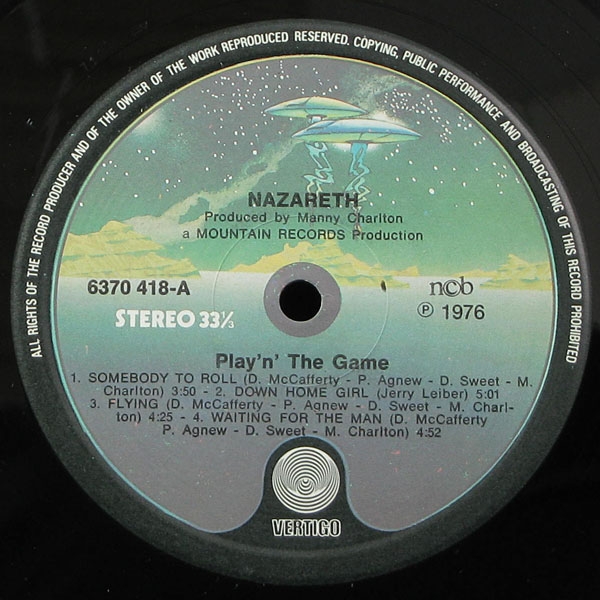 ALL RIGHTS OF THE RECORD PRODUCER AND OF THE OWNER OF THE WORK REPRODUCED RESERVED. COPYING, PUBLIC PERFORMANCE AND BROADCASTING OF THIS RECORD PROHIBITED
NAZARETH
Produced by Manny Charlton
a MOUNTAIN RECORDS Production
6370 418-A
STEREO 33⅓
ncb
℗ 1976
Play'n' The Game
1. SOMEBODY TO ROLL (D. McCafferty - P. Agnew - D. Sweet - M.
Charlton) 3:50 - 2. DOWN HOME GIRL (Jerry Leiber) 5:01
3. FLYING (D. McCafferty - P. Agnew - D. Sweet - M. Charl-
ton) 4:25 - 4. WAITING FOR THE MAN (D. McCafferty
P. Agnew - D. Sweet - M. Charlton) 4:52
VERTIGO